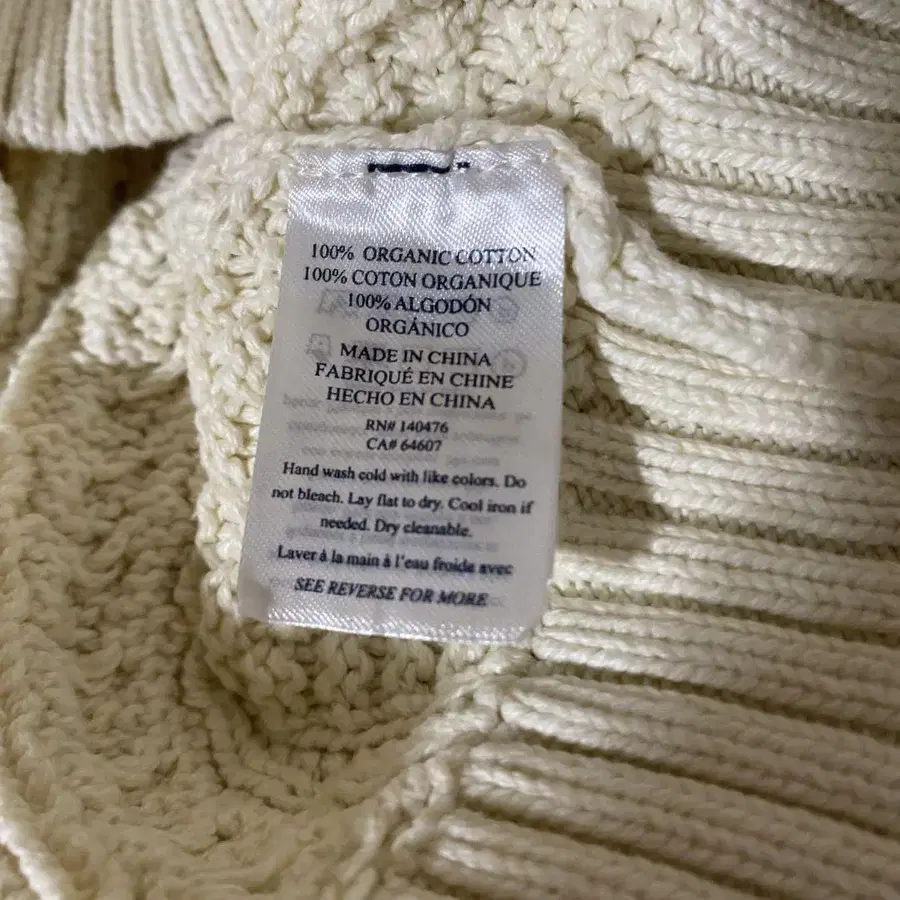 100% ORGANIC COTTON
100% COTON ORGANIQUE
100% ALGODÓN
ORGÁNICO
MADE IN CHINA
FABRIQUÉ EN CHINE
HECHO EN CHINA
RN# 140476
CA# 64607
Hand wash cold with like colors. Do
not bleach. Lay flat to dry. Cool iron if
needed. Dry cleanable.
Laver à la main à l'eau froide avec
SEE REVERSE FOR MORE